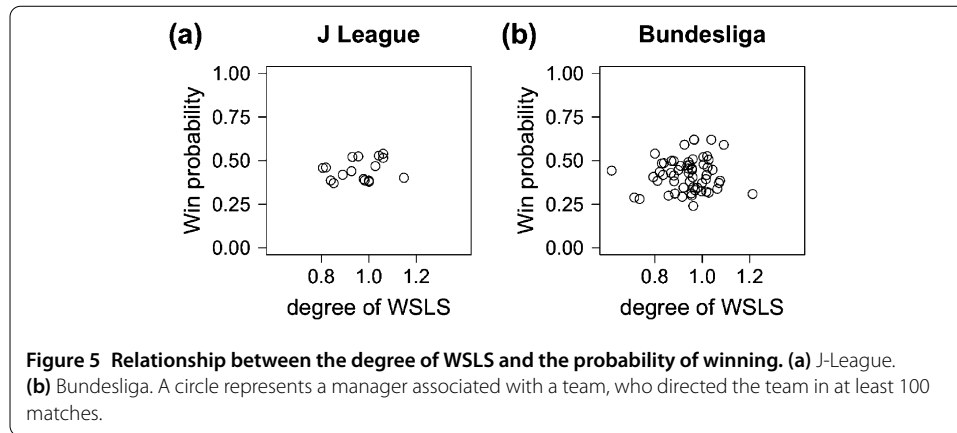 (a) J League
(b) Bundesliga
Win probability
1.00
0.75
0.50
0.25
0.00
0.8 1.0 1.2
degree of WSLS
Win probability
1.00
0.75
0.50
0.25
0.00
0.8 1.0 1.2
degree of WSLS
Figure 5 Relationship between the degree of WSLS and the probability of winning. (a) J-League.
(b) Bundesliga. A circle represents a manager associated with a team, who directed the team in at least 100
matches.